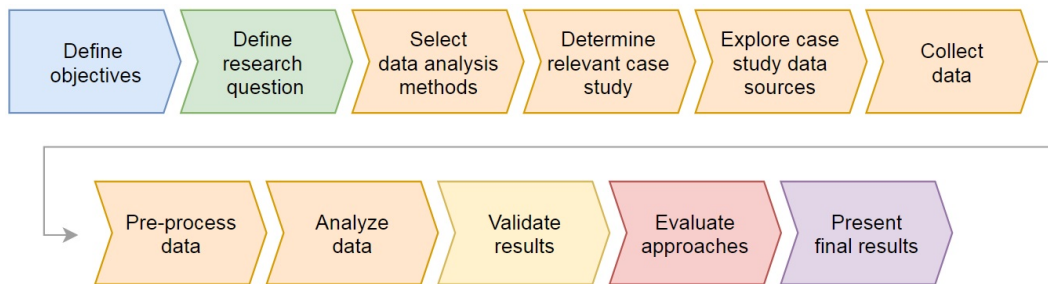 Define
objectives
Define
research
question
Select
data analysis
methods
Determine
relevant case
study
Explore case
study data
sources
Collect
data
Pre-process
data
Analyze
data
Validate
results
Evaluate
approaches
Present
final results